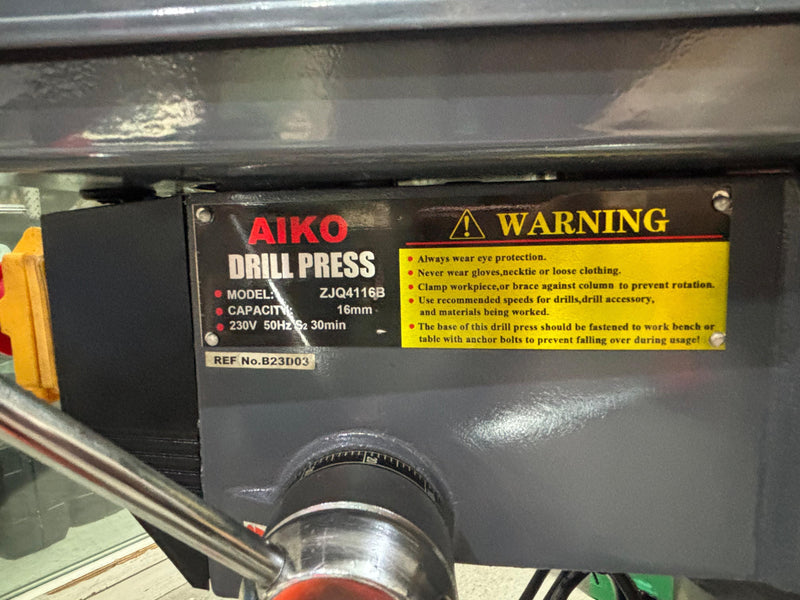 AIKO
DRILL PRESS
MODEL: ZJQ4116B
CAPACITY: 16mm
230V 50Hz S2 30min
REF No.B23D03
WARNING
Always wear eye protection.
Never wear gloves,necktie or loose clothing.
Clamp workpiece,or brace against column to prevent rotation.
Use recommended speeds for drills,drill accessory,
and materials being worked.
The base of this drill press should be fastened to work bench or
table with anchor bolts to prevent falling over during usage!